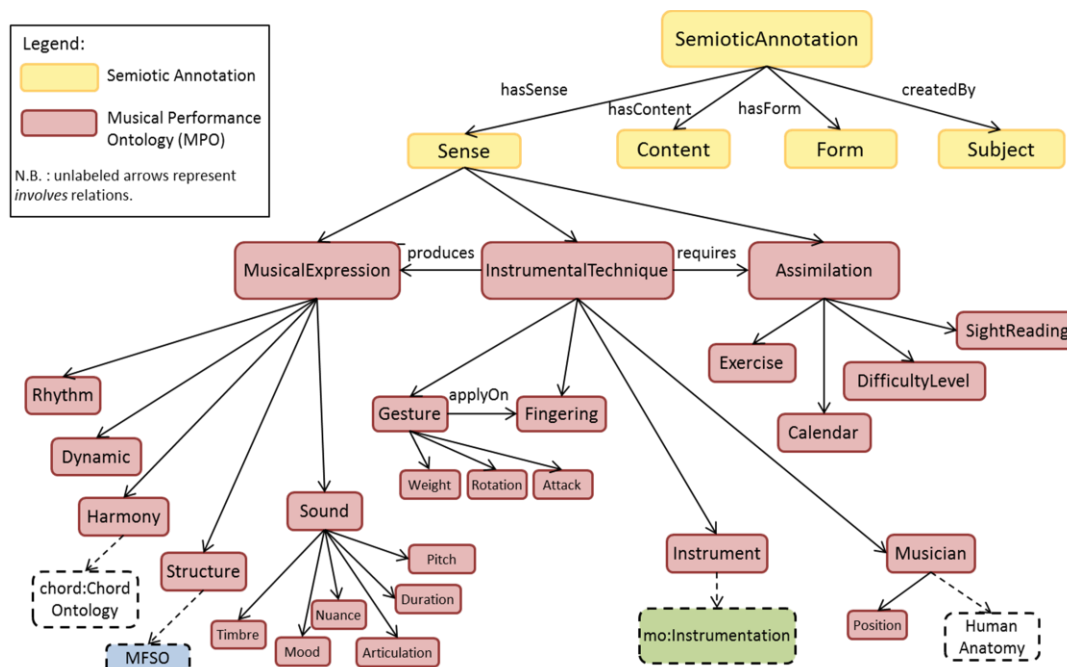 Legend:
Semiotic Annotation
Musical Performance
Ontology (MPO)
N.B. : unlabeled arrows represent
involves relations.
SemioticAnnotation
hasSense
hasContent
hasForm
createdBy
Sense
Content
Form
Subject
MusicalExpression
produces
InstrumentalTechnique
requires
Assimilation
SightReading
Exercise
DifficultyLevel
Calendar
Rhythm
Dynamic
Harmony
Structure
Sound
Gesture
applyOn
Fingering
Weight
Rotation
Attack
Instrument
Musician
chord:Chord
Ontology
MFSO
Pitch
Duration
Nuance
Timbre
Mood
Articulation
mo:Instrumentation
Position
Human
Anatomy